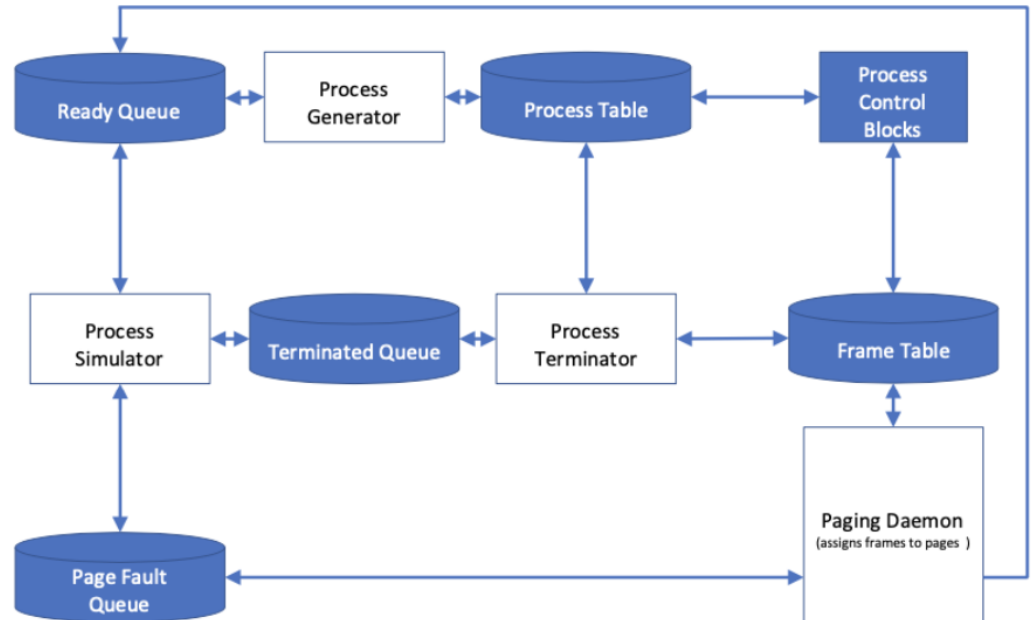 Ready Queue
Process
Generator
Process Table
Process
Control
Blocks
Process
Simulator
Terminated Queue
Process
Terminator
Frame Table
Page Fault
Queue
Paging Daemon
(assigns frames to pages )